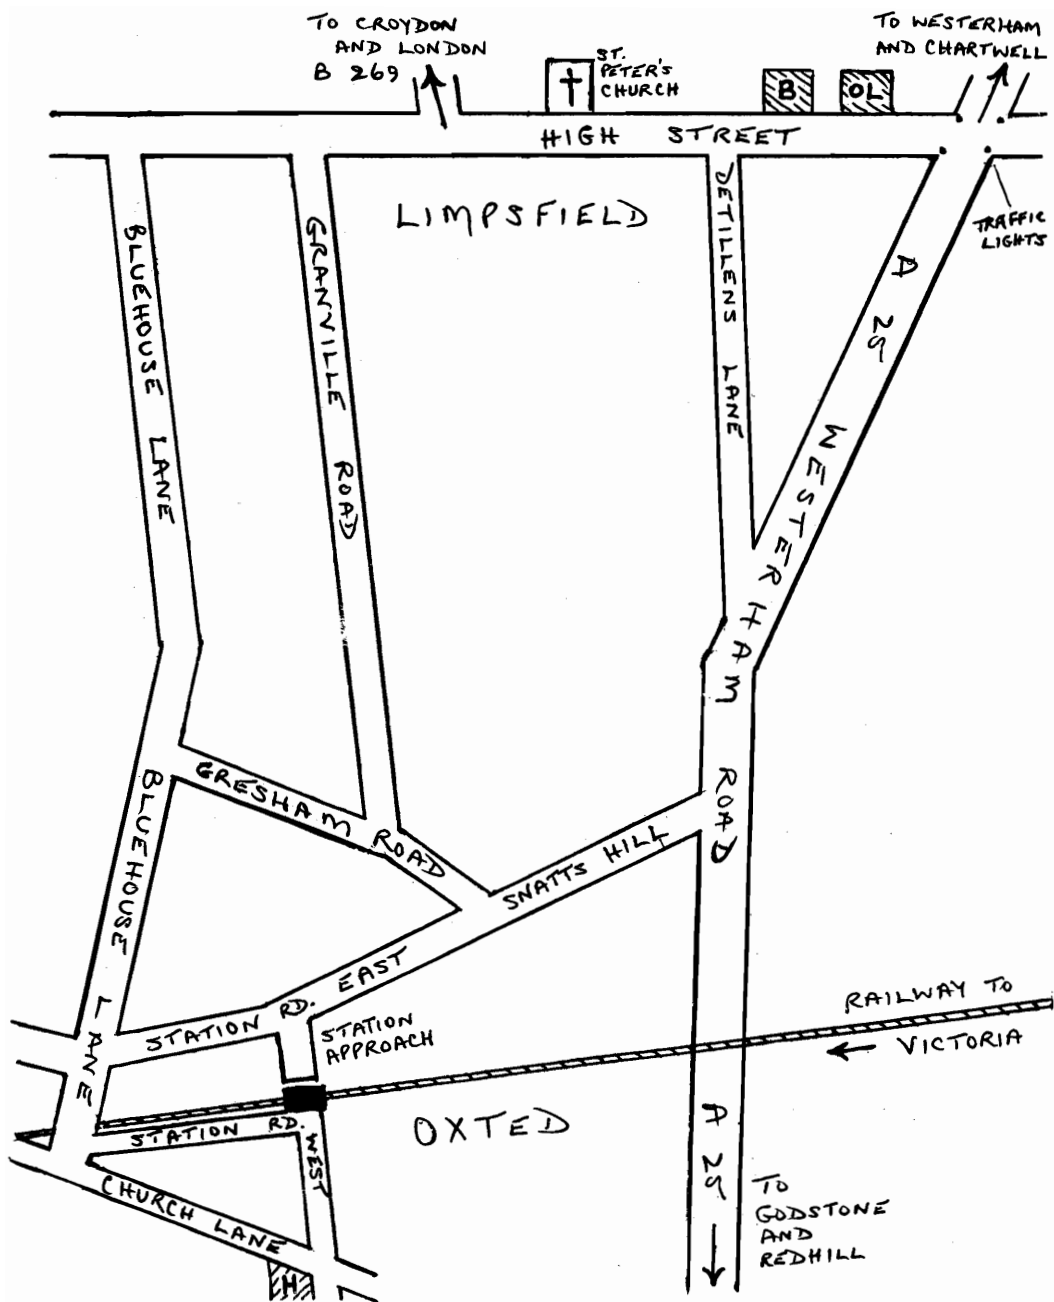 TO CROYDON
AND LONDON
B 269
ST.
PETER'S
CHURCH
B
OL
TO WESTERHAM
AND CHARTWELL
HIGH STREET
TRAFFIC
LIGHTS
LIMPSFIELD
BLUEHOUSE LANE
GRANVILLE ROAD
DETILLENS LANE
A 25
WESTERHAM ROAD
GRESHAM ROAD
BLUEHOUSE LANE
SNATTS HILL
STATION RD. EAST
STATION
APPROACH
RAILWAY TO
VICTORIA
OXTED
STATION RD. WEST
CHURCH LANE
H
A 25
TO
GODSTONE
AND
REDHILL